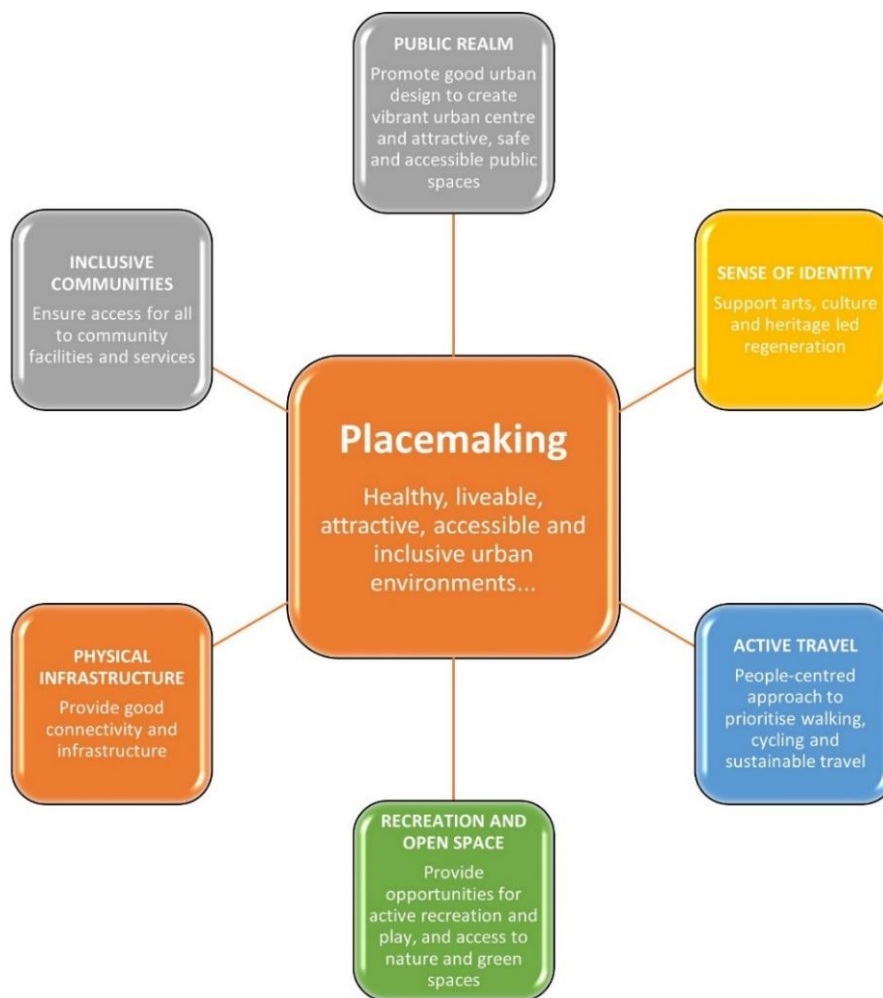 PUBLIC REALM
Promote good urban
design to create
vibrant urban centre
and attractive, safe
and accessible public
spaces
INCLUSIVE
COMMUNITIES
Ensure access for all
to community
facilities and services
SENSE OF IDENTITY
Support arts, culture
and heritage led
regeneration
Placemaking
Healthy, liveable,
attractive, accessible and
inclusive urban
environments...
PHYSICAL
INFRASTRUCTURE
Provide good
connectivity and
infrastructure
ACTIVE TRAVEL
People-centred
approach to
prioritise walking,
cycling and
sustainable travel
RECREATION AND
OPEN SPACE
Provide
opportunities for
active recreation and
play, and access to
nature and green
spaces